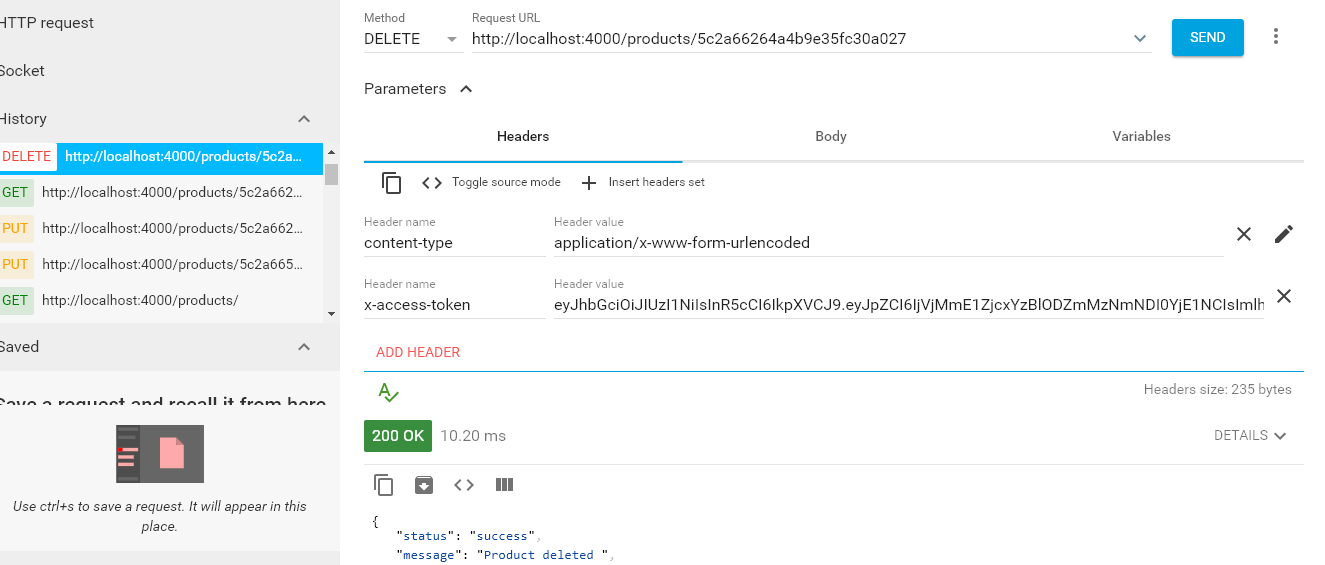 HTTP request
Socket
History
DELETE http://localhost:4000/products/5c2a...
GET http://localhost:4000/products/5c2a662...
PUT http://localhost:4000/products/5c2a662...
PUT http://localhost:4000/products/5c2a665...
GET http://localhost:4000/products/
Saved
Save a request and recall it from here
Use ctrl+s to save a request. It will appear in this
place.
Method
DELETE
Request URL
http://localhost:4000/products/5c2a66264a4b9e35fc30a027
SEND
Parameters
Headers Body Variables
Toggle source mode Insert headers set
Header name Header value
content-type application/x-www-form-urlencoded
Header name Header value
x-access-token eyJhbGciOiJIUzI1NiIsInR5cCI6IkpXVCJ9.eyJpZCI6IjVjMmE1ZjcxYzBlODZmMzNmNDI0YjE1NCIsImlh
ADD HEADER
Headers size: 235 bytes
200 OK 10.20 ms DETAILS
{
"status": "success",
"message": "Product deleted ",